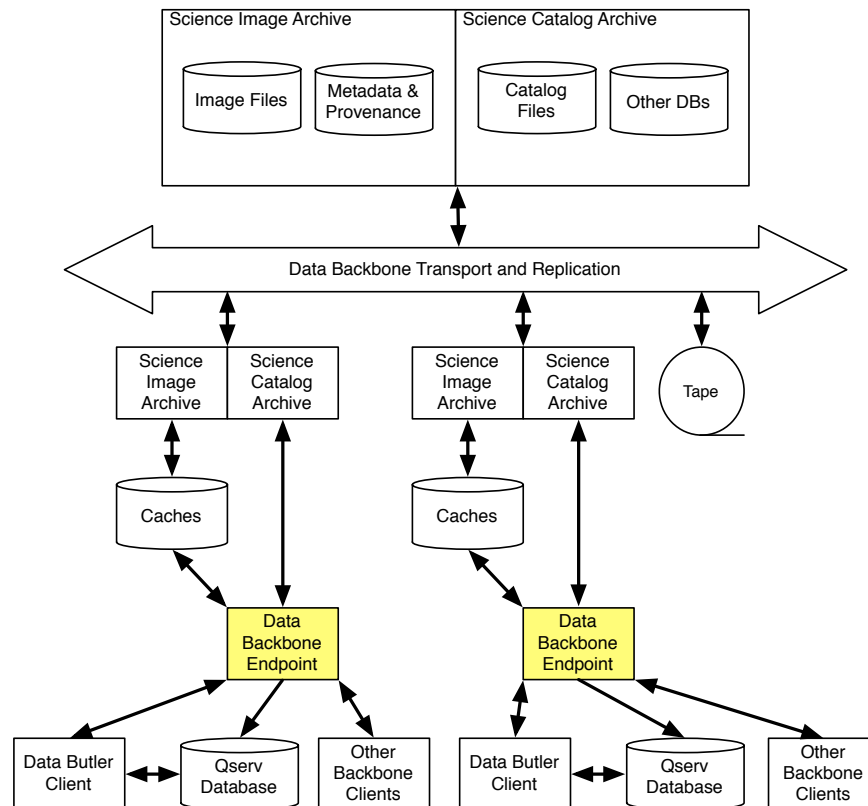 Science Image Archive
Science Catalog Archive
Image Files
Metadata &
Provenance
Catalog
Files
Other DBs
Data Backbone Transport and Replication
Science
Image
Archive
Science
Catalog
Archive
Science
Image
Archive
Science
Catalog
Archive
Tape
Caches
Caches
Data
Backbone
Endpoint
Data
Backbone
Endpoint
Data Butler
Client
Qserv
Database
Other
Backbone
Clients
Data Butler
Client
Qserv
Database
Other
Backbone
Clients